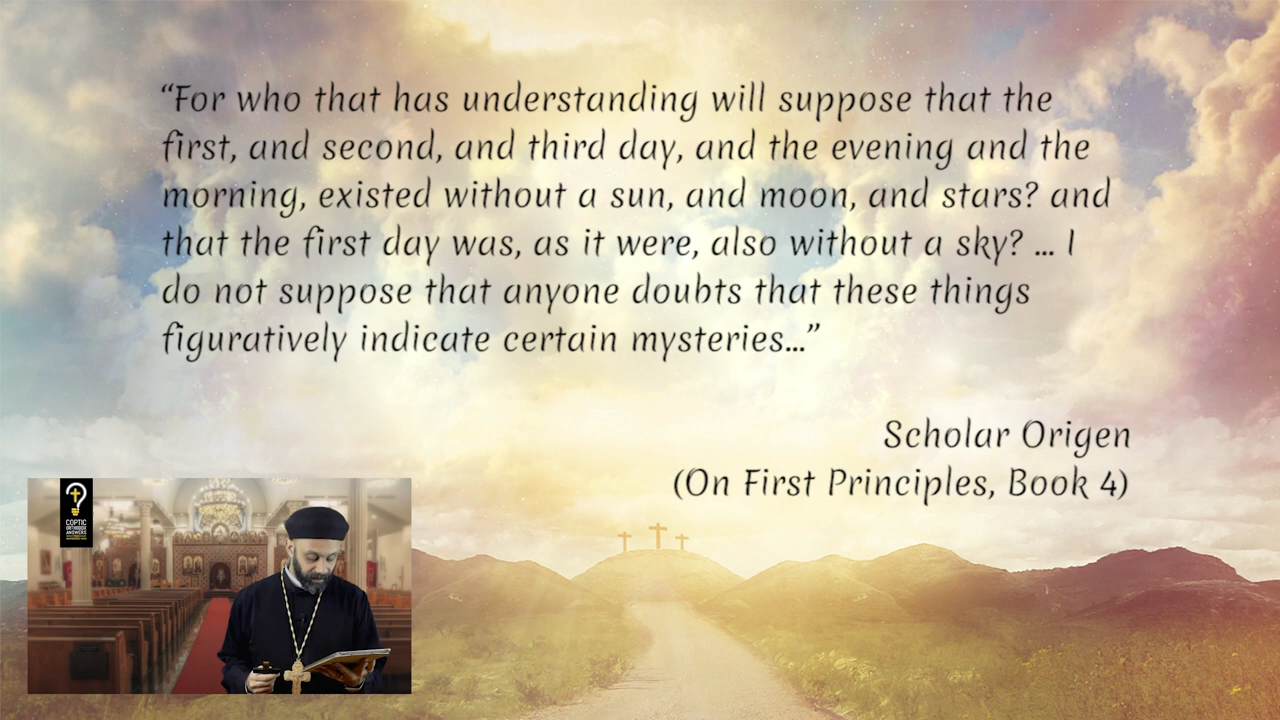 “For who that has understanding will suppose that the
first, and second, and third day, and the evening and the
morning, existed without a sun, and moon, and stars? and
that the first day was, as it were, also without a sky? ... I
do not suppose that anyone doubts that these things
figuratively indicate certain mysteries...”
Scholar Origen
(On First Principles, Book 4)
COPTIC
ORTHODOX
ANSWERS